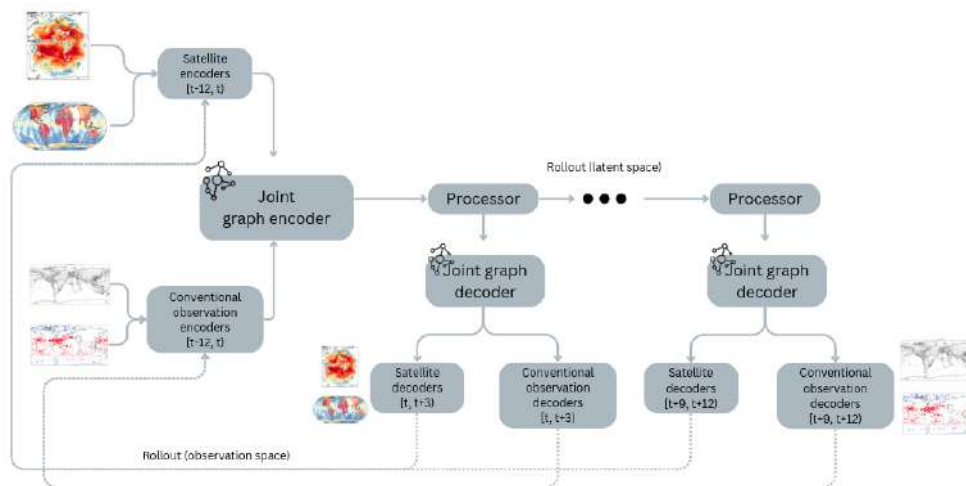 Satellite
encoders
[t-12, t)
Joint
graph encoder
Conventional
observation
encoders
[t-12, t)
Rollout (latent space)
Processor
Processor
Joint graph
decoder
Joint graph
decoder
Satellite
decoders
[t, t+3)
Conventional
observation
decoders
[t, t+3)
Satellite
decoders
[t+9, t+12)
Conventional
observation
decoders
[t+9, t+12)
Rollout (observation space)